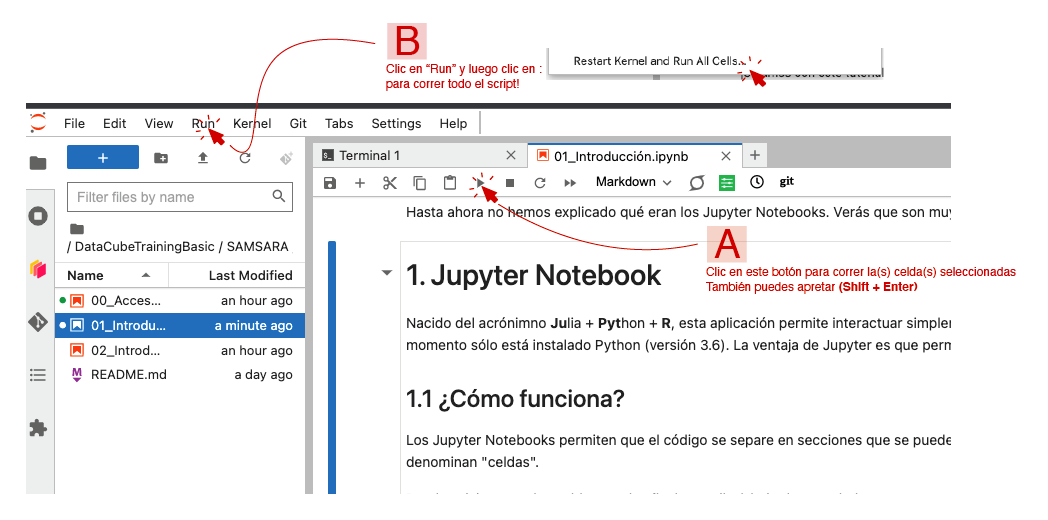 B
Clic en “Run” y luego clic en :
para correr todo el script!
Restart Kernel and Run All Cells...
con este tutorial
File Edit View Run Kernel Git Tabs Settings Help
Terminal 1
01_Introducción.ipynb
Filter files by name
Markdown
git
/ DataCubeTrainingBasic / SAMSARA
Name Last Modified
00_Acces... an hour ago
01_Introdu... a minute ago
02_Introd... an hour ago
README.md a day ago
Hasta ahora no hemos explicado qué eran los Jupyter Notebooks. Verás que son muy
A
Clic en este botón para correr la(s) celda(s) seleccionadas
También puedes apretar (Shift + Enter)
1. Jupyter Notebook
Nacido del acrónimno Julia + Python + R, esta aplicación permite interactuar simplem
momento sólo está instalado Python (versión 3.6). La ventaja de Jupyter es que perm
1.1 ¿Cómo funciona?
Los Jupyter Notebooks permiten que el código se separe en secciones que se puede
denominan "celdas".